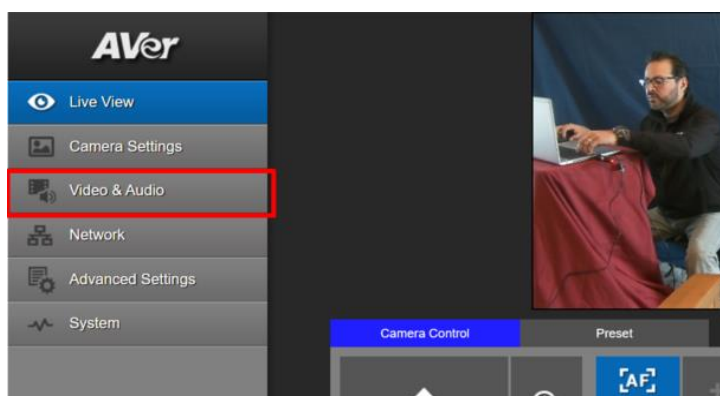 AVer
Live View
Camera Settings
Video & Audio
Network
Advanced Settings
System
Camera Control
Preset
AF